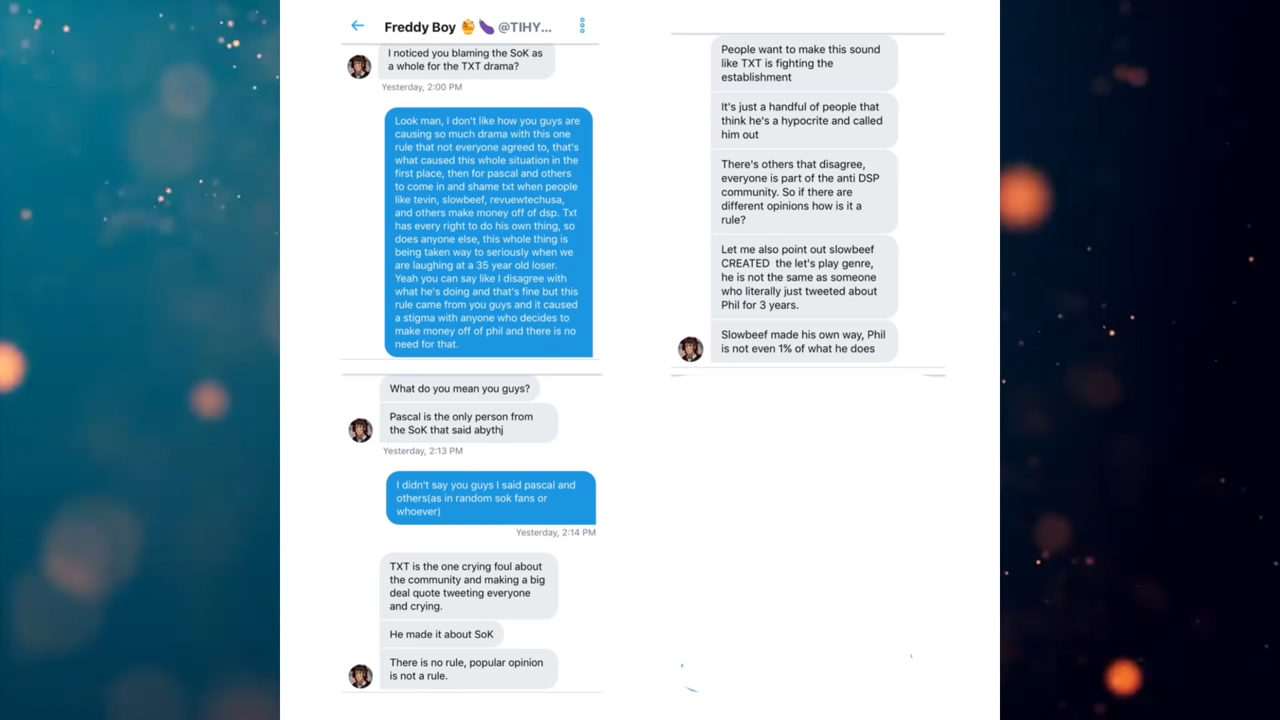 Freddy Boy 🍯🍆 @TIHY...
I noticed you blaming the SoK as
a whole for the TXT drama?
Yesterday, 2:00 PM
Look man, I don't like how you guys are
causing so much drama with this one
rule that not everyone agreed to, that's
what caused this whole situation in the
first place, then for pascal and others
to come in and shame txt when people
like tevin, slowbeef, revuewtechusa,
and others make money off of dsp. Txt
has every right to do his own thing, so
does anyone else, this whole thing is
being taken way to seriously when we
are laughing at a 35 year old loser.
Yeah you can say like I disagree with
what he's doing and that's fine but this
rule came from you guys and it caused
a stigma with anyone who decides to
make money off of phil and there is no
need for that.
What do you mean you guys?
Pascal is the only person from
the SoK that said abythj
Yesterday, 2:13 PM
I didn't say you guys I said pascal and
others(as in random sok fans or
whoever)
Yesterday, 2:14 PM
TXT is the one crying foul about
the community and making a big
deal quote tweeting everyone
and crying.
He made it about SoK
There is no rule, popular opinion
is not a rule.
People want to make this sound
like TXT is fighting the
establishment
It's just a handful of people that
think he's a hypocrite and called
him out
There's others that disagree,
everyone is part of the anti DSP
community. So if there are
different opinions how is it a
rule?
Let me also point out slowbeef
CREATED the let's play genre,
he is not the same as someone
who literally just tweeted about
Phil for 3 years.
Slowbeef made his own way, Phil
is not even 1% of what he does